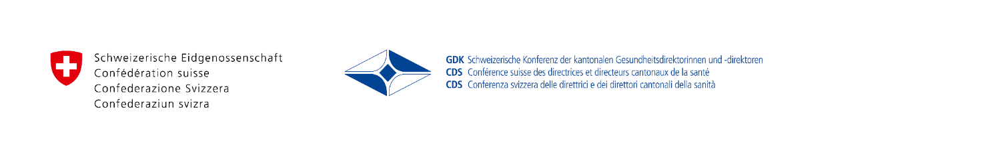 Schweizerische Eidgenossenschaft
Confédération suisse
Confederazione Svizzera
Confederaziun svizra
GDK Schweizerische Konferenz der kantonalen Gesundheitsdirektorinnen und -direktoren
CDS Conférence suisse des directrices et directeurs cantonaux de la santé
CDS Conferenza svizzera delle direttrici e dei direttori cantonali della sanità